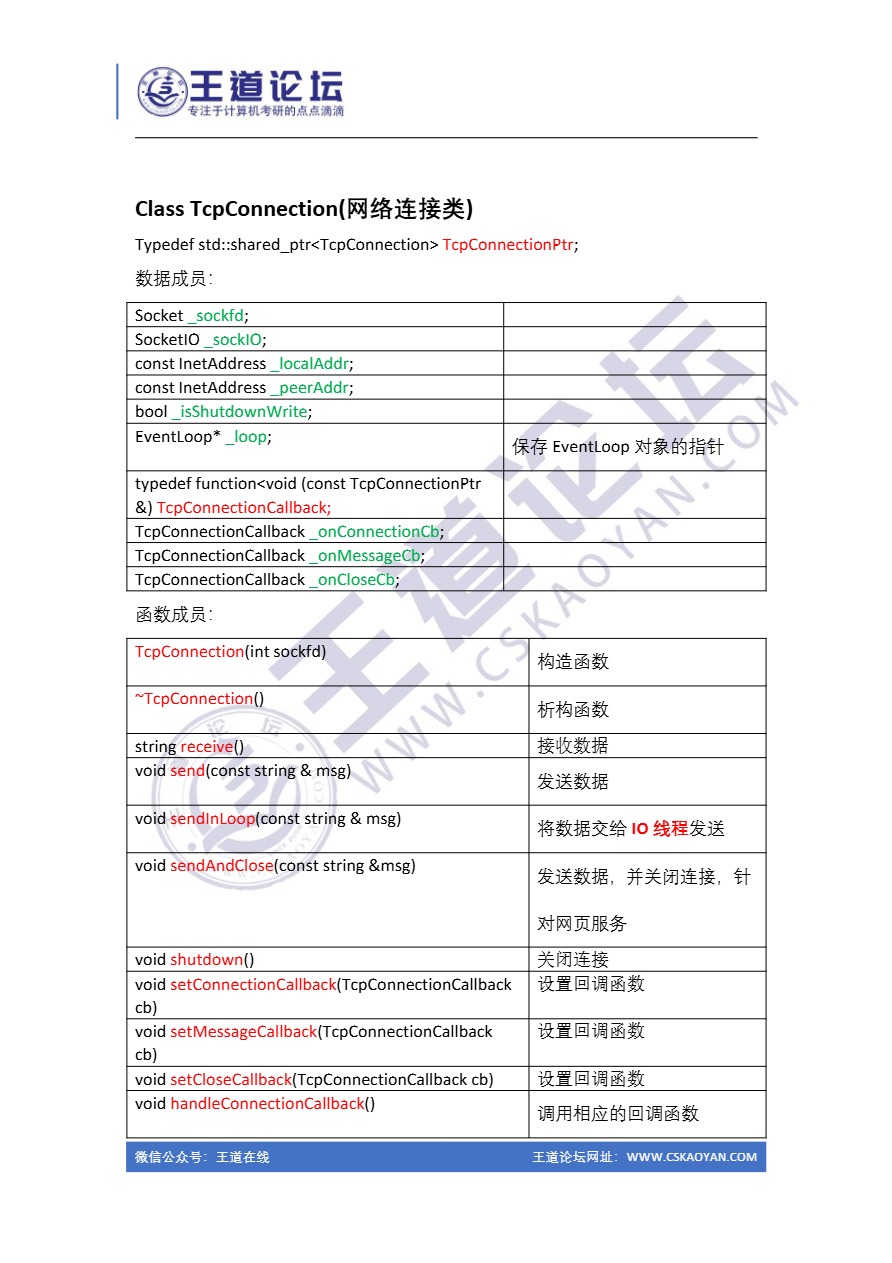 王道论坛
专注于计算机考研的点点滴滴
Class TcpConnection(网络连接类)
Typedef std::shared_ptr<TcpConnection> TcpConnectionPtr;
数据成员：
Socket _sockfd;
SocketIO _sockIO;
const InetAddress _localAddr;
const InetAddress _peerAddr;
bool _isShutdownWrite;
EventLoop* _loop;
保存 EventLoop 对象的指针
typedef function<void (const TcpConnectionPtr
&) TcpConnectionCallback;
TcpConnectionCallback _onConnectionCb;
TcpConnectionCallback _onMessageCb;
TcpConnectionCallback _onCloseCb;
函数成员：
TcpConnection(int sockfd)
构造函数
~TcpConnection()
析构函数
string receive()
接收数据
void send(const string & msg)
发送数据
void sendInLoop(const string & msg)
将数据交给 IO 线程发送
void sendAndClose(const string &msg)
发送数据，并关闭连接，针
对网页服务
void shutdown()
关闭连接
void setConnectionCallback(TcpConnectionCallback
cb)
设置回调函数
void setMessageCallback(TcpConnectionCallback
cb)
设置回调函数
void setCloseCallback(TcpConnectionCallback cb)
设置回调函数
void handleConnectionCallback()
调用相应的回调函数
王道论坛
WWW.CSKAOYAN.COM
微信公众号：王道在线
王道论坛网址：WWW.CSKAOYAN.COM